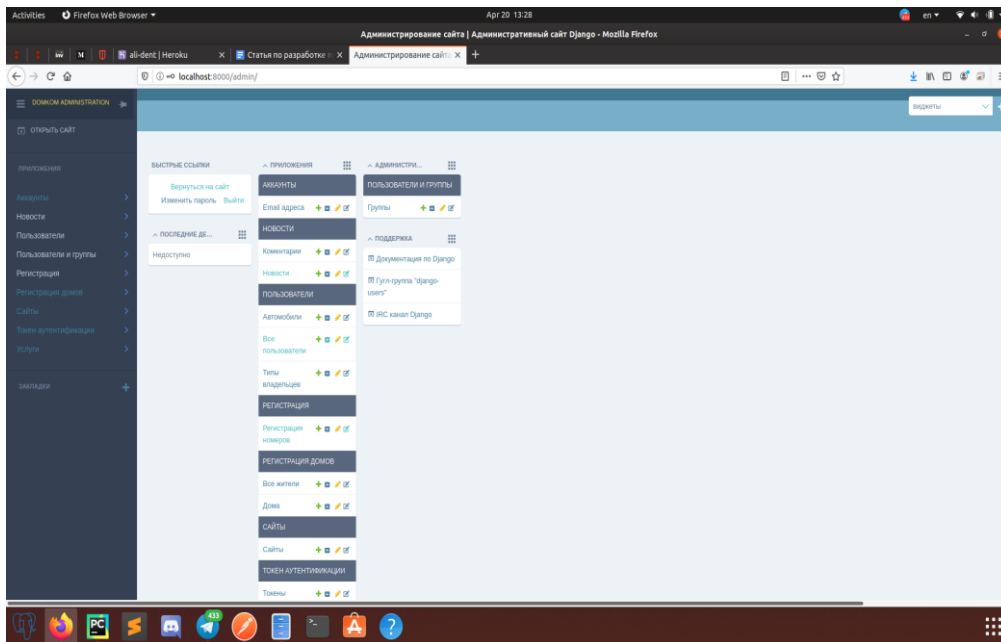 Activities Firefox Web Browser Apr 20 13:28 en
Администрирование сайта | Административный сайт Django - Mozilla Firefox
ali-dent | Heroku Статья по разработке Администрирование сайта
localhost:8000/admin/
DOMKOM ADMINISTRATION
виджеты
ОТКРЫТЬ САЙТ
ПРИЛОЖЕНИЯ
Аккаунты
Новости
Пользователи
Пользователи и группы
Регистрация
Регистрация домов
Сайты
Токен аутентификации
Услуги
ЗАКЛАДКИ
БЫСТРЫЕ ССЫЛКИ
Вернуться на сайт
Изменить пароль Выйти
ПОСЛЕДНИЕ ДЕ...
Недоступно
ПРИЛОЖЕНИЯ
АККАУНТЫ
Email адреса
НОВОСТИ
Коментарии
Новости
ПОЛЬЗОВАТЕЛИ
Автомобили
Все
пользователи
Типы
владельцев
РЕГИСТРАЦИЯ
Регистрация
номеров
РЕГИСТРАЦИЯ ДОМОВ
Все жители
Дома
САЙТЫ
Сайты
ТОКЕН АУТЕНТИФИКАЦИИ
Токены
АДМИНИСТРИ...
ПОЛЬЗОВАТЕЛИ И ГРУППЫ
Группы
ПОДДЕРЖКА
Документация по Django
Гугл-группа "django-
users"
IRC канал Django
PC
433